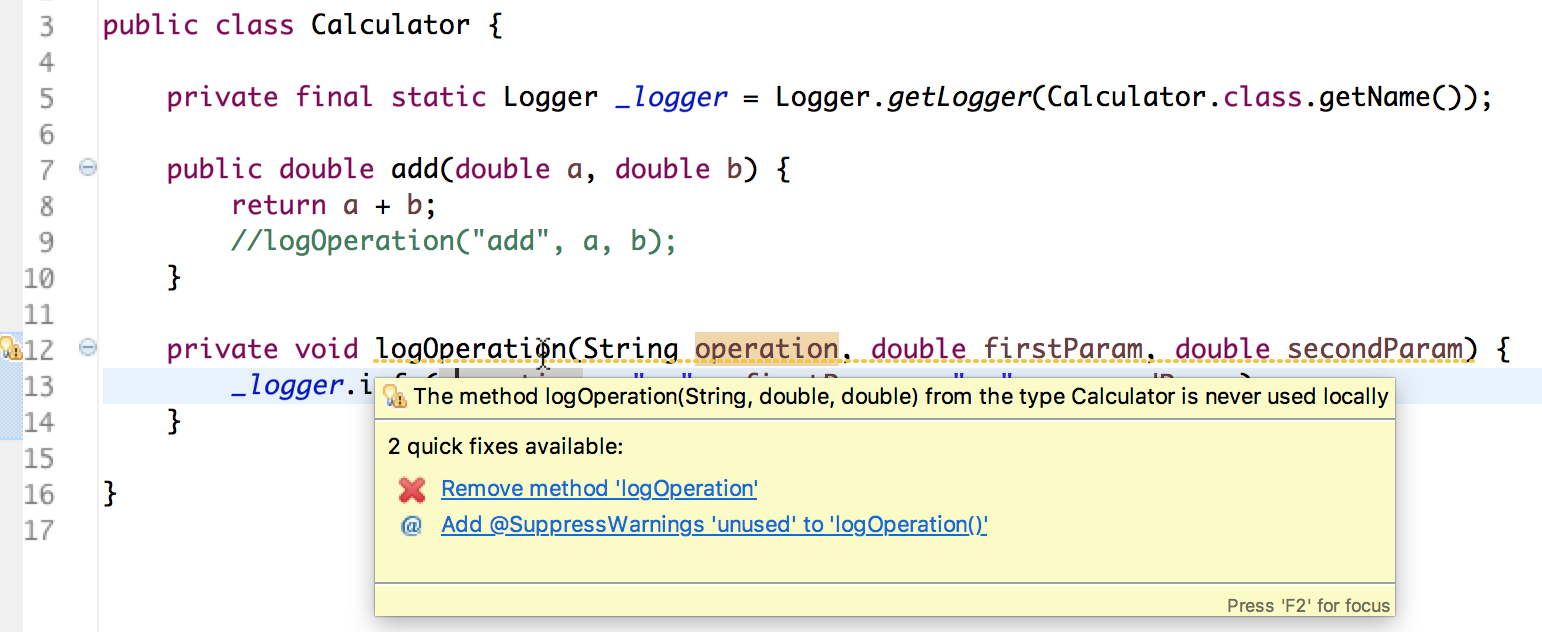 3 public class Calculator {
4
5 private final static Logger _logger = Logger.getLogger(Calculator.class.getName());
6
7 public double add(double a, double b) {
8 return a + b;
9 //logOperation("add", a, b);
10 }
11
12 private void logOperation(String operation, double firstParam, double secondParam) {
13 _logger.
14 }
15
16 }
17
The method logOperation(String, double, double) from the type Calculator is never used locally
2 quick fixes available:
Remove method 'logOperation'
@ Add @SuppressWarnings 'unused' to 'logOperation()'
Press 'F2' for focus